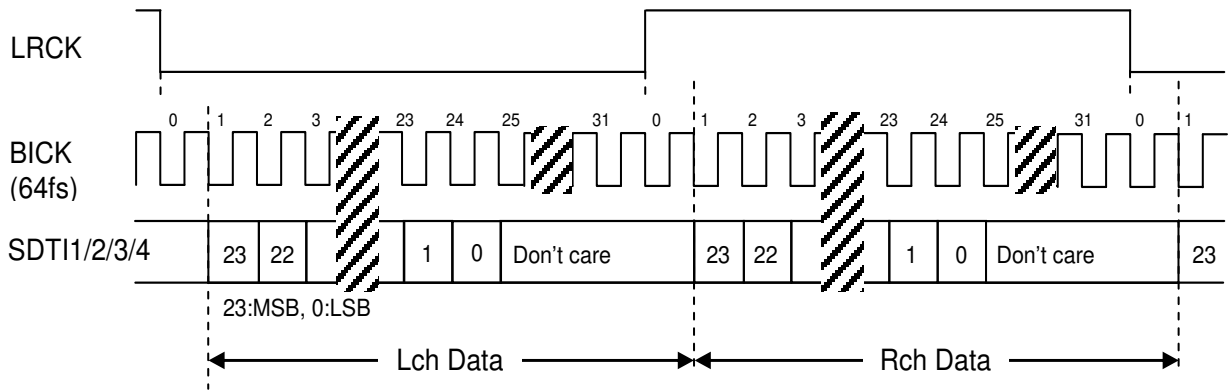 LRCK
0 1 2 3 23 24 25 31 0 1 2 3 23 24 25 31 0 1
BICK
(64fs)
SDTI1/2/3/4 23 22 1 0 Don't care 23 22 1 0 Don't care 23
23:MSB, 0:LSB
Lch Data Rch Data